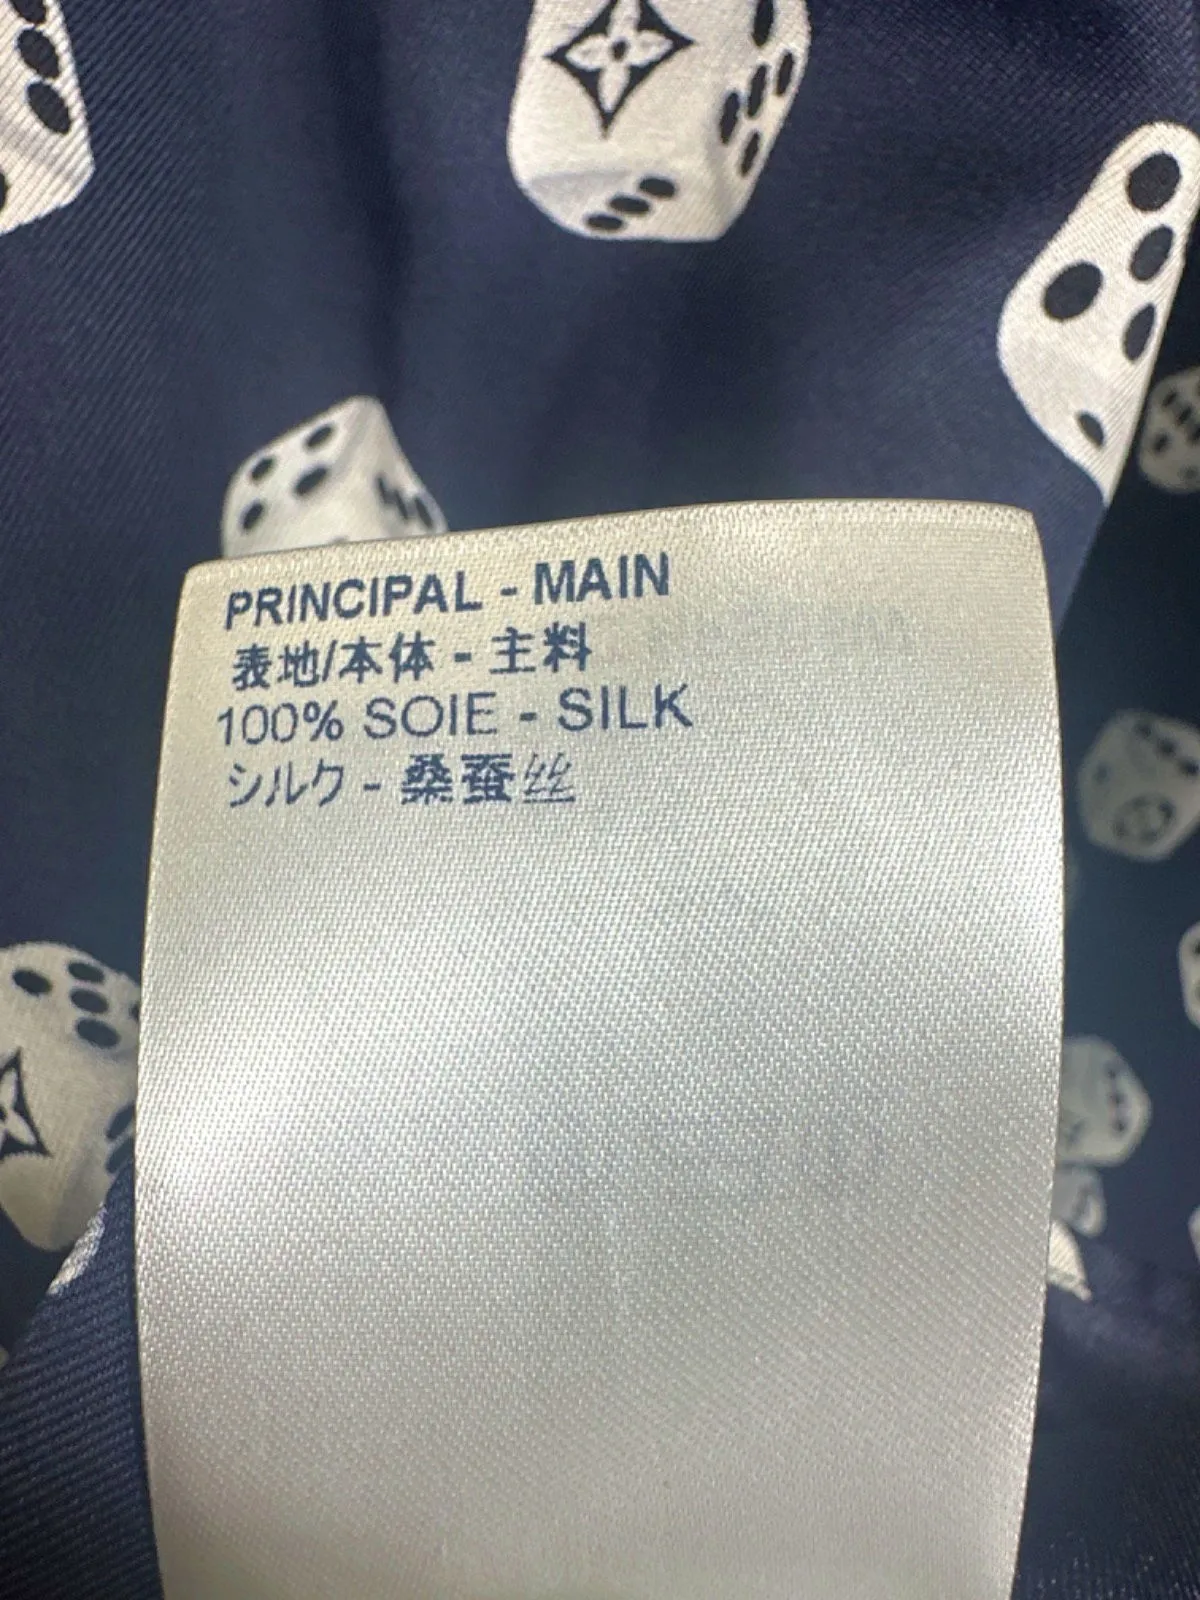 PRINCIPAL - MAIN
表地/本体 - 主料
100% SOIE - SILK
シルク - 桑蚕丝